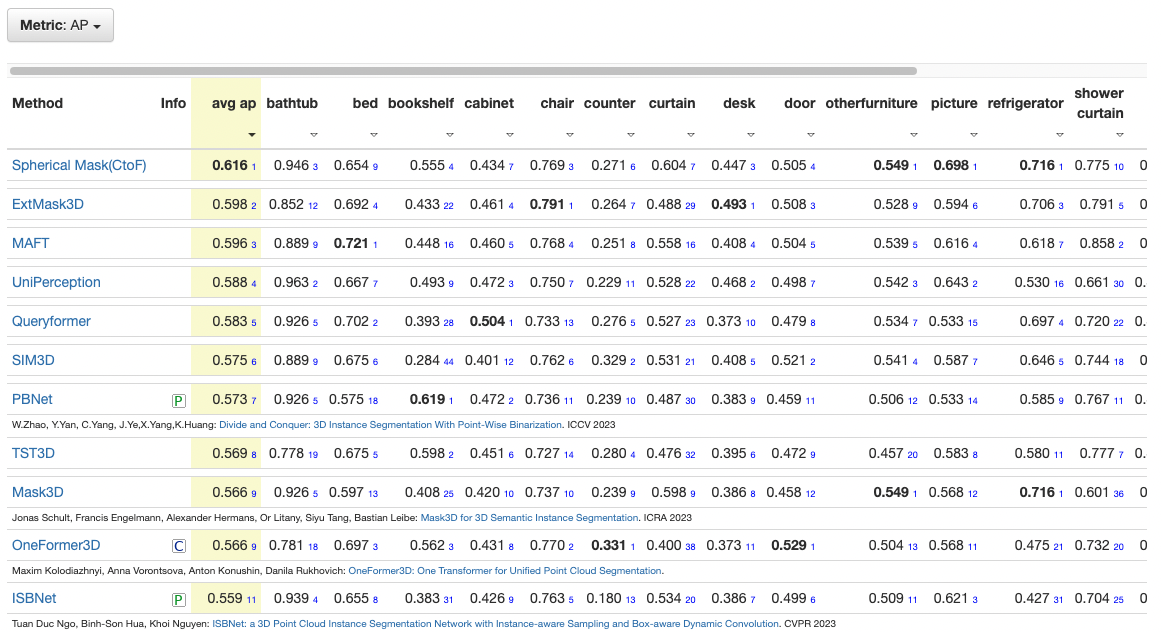 Metric: AP
Method Info avg ap bathtub bed bookshelf cabinet chair counter curtain desk door otherfurniture picture refrigerator shower curtain
Spherical Mask(CtoF) 0.616 1 0.946 3 0.654 9 0.555 4 0.434 7 0.769 3 0.271 6 0.604 7 0.447 3 0.505 4 0.549 1 0.698 1 0.716 1 0.775 10 0
ExtMask3D 0.598 2 0.852 12 0.692 4 0.433 22 0.461 4 0.791 1 0.264 7 0.488 29 0.493 1 0.508 3 0.528 9 0.594 6 0.706 3 0.791 5 0
MAFT 0.596 3 0.889 9 0.721 1 0.448 16 0.460 5 0.768 4 0.251 8 0.558 16 0.408 4 0.504 5 0.539 5 0.616 4 0.618 7 0.858 2 0
UniPerception 0.588 4 0.963 2 0.667 7 0.493 9 0.472 3 0.750 7 0.229 11 0.528 22 0.468 2 0.498 7 0.542 3 0.643 2 0.530 16 0.661 30 0.
Queryformer 0.583 5 0.926 5 0.702 2 0.393 28 0.504 1 0.733 13 0.276 5 0.527 23 0.373 10 0.479 8 0.534 7 0.533 15 0.697 4 0.720 22 0.
SIM3D 0.575 6 0.889 9 0.675 6 0.284 44 0.401 12 0.762 6 0.329 2 0.531 21 0.408 5 0.521 2 0.541 4 0.587 7 0.646 5 0.744 18 0
PBNet P 0.573 7 0.926 5 0.575 18 0.619 1 0.472 2 0.736 11 0.239 10 0.487 30 0.383 9 0.459 11 0.506 12 0.533 14 0.585 9 0.767 11 0.
W.Zhao, Y.Yan, C.Yang, J.Ye,X.Yang,K.Huang: Divide and Conquer: 3D Instance Segmentation With Point-Wise Binarization. ICCV 2023
TST3D 0.569 8 0.778 19 0.675 5 0.598 2 0.451 6 0.727 14 0.280 4 0.476 32 0.395 6 0.472 9 0.457 20 0.583 8 0.580 11 0.777 7 0.
Mask3D 0.566 9 0.926 5 0.597 13 0.408 25 0.420 10 0.737 10 0.239 9 0.598 9 0.386 8 0.458 12 0.549 1 0.568 12 0.716 1 0.601 36 0
Jonas Schult, Francis Engelmann, Alexander Hermans, Or Litany, Siyu Tang, Bastian Leibe: Mask3D for 3D Semantic Instance Segmentation. ICRA 2023
OneFormer3D C 0.566 9 0.781 18 0.697 3 0.562 3 0.431 8 0.770 2 0.331 1 0.400 38 0.373 11 0.529 1 0.504 13 0.568 11 0.475 21 0.732 20 0
Maxim Kolodiazhnyi, Anna Vorontsova, Anton Konushin, Danila Rukhovich: OneFormer3D: One Transformer for Unified Point Cloud Segmentation.
ISBNet P 0.559 11 0.939 4 0.655 8 0.383 31 0.426 9 0.763 5 0.180 13 0.534 20 0.386 7 0.499 6 0.509 11 0.621 3 0.427 31 0.704 25 0
Tuan Duc Ngo, Binh-Son Hua, Khoi Nguyen: ISBNet: a 3D Point Cloud Instance Segmentation Network with Instance-aware Sampling and Box-aware Dynamic Convolution. CVPR 2023